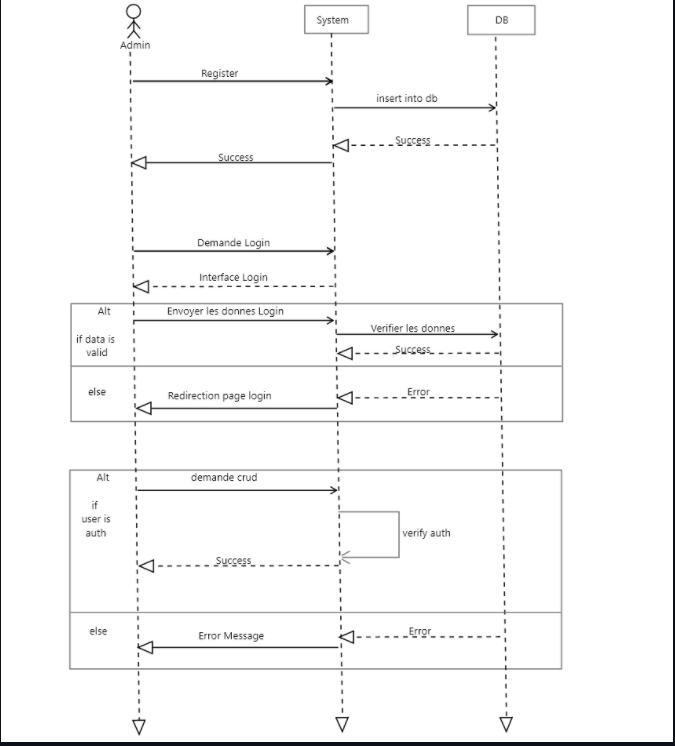 System
DB
Admin
Register
insert into db
Success
Success
Demande Login
Interface Login
Alt
Envoyer les donnes Login
Verifier les donnes
if data is
valid
Success
else
Redirection page login
Error
Alt
demande crud
if
user is
auth
verify auth
Success
else
Error Message
Error